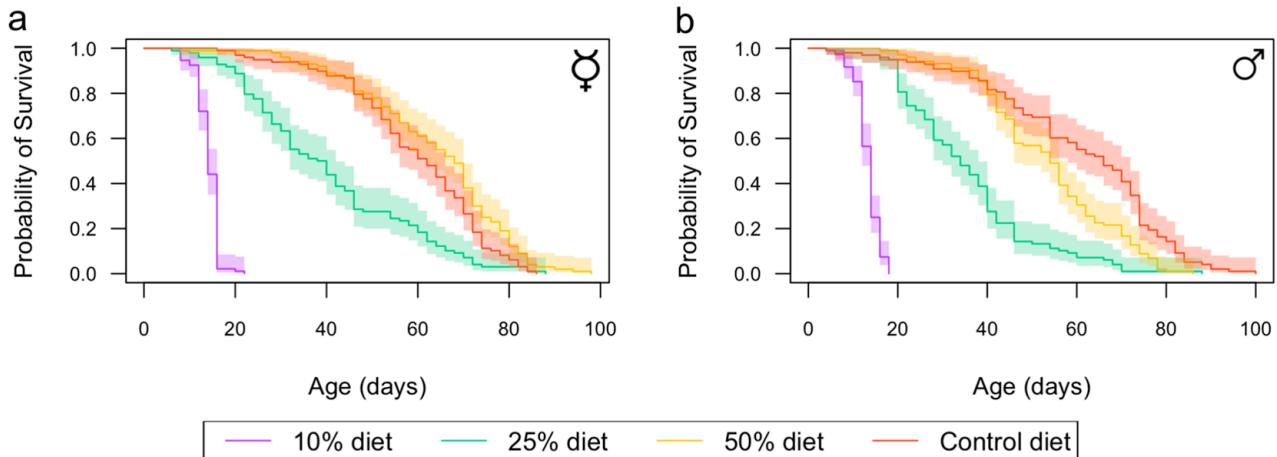 a
b
Probability of Survival
1.0
0.8
0.6
0.4
0.2
0.0
☿
0 20 40 60 80 100
Age (days)
Probability of Survival
1.0
0.8
0.6
0.4
0.2
0.0
♂
0 20 40 60 80 100
Age (days)
10% diet 25% diet 50% diet Control diet